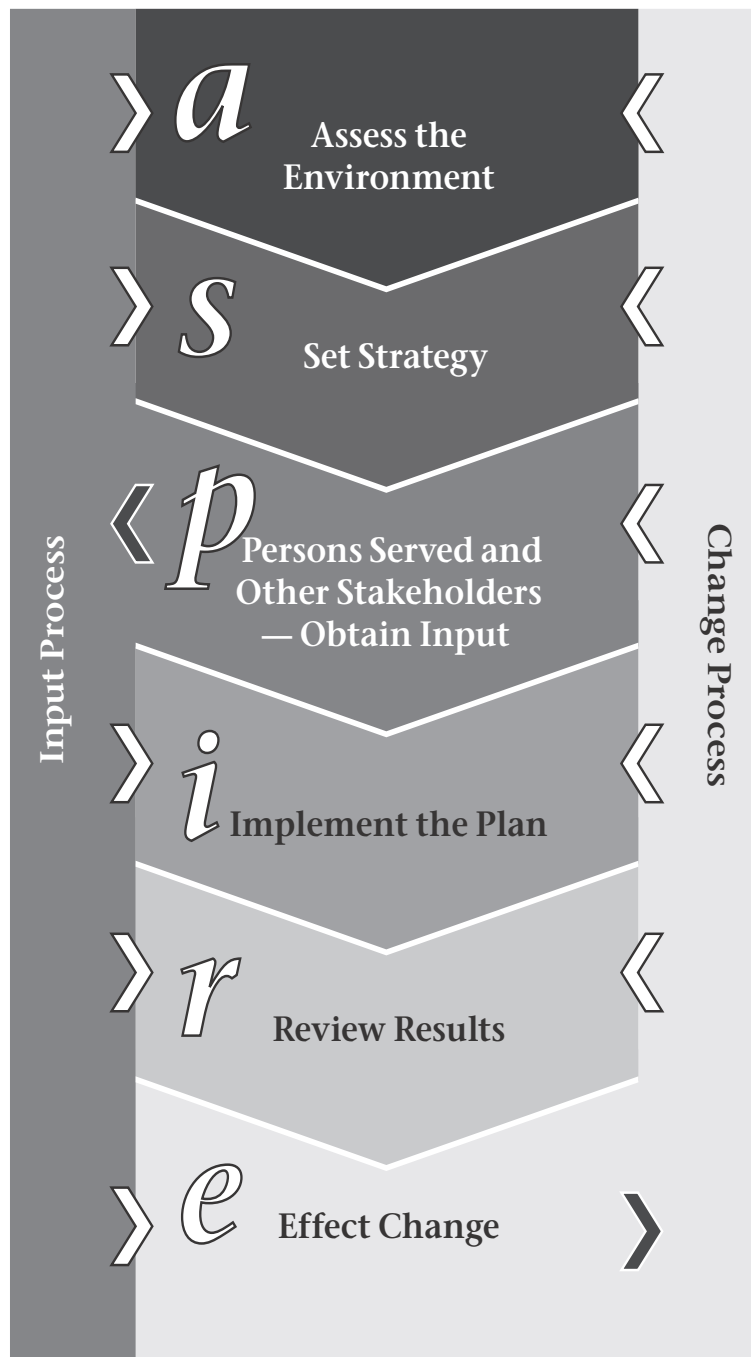 a
Assess the
Environment
s
Set Strategy
p
Persons Served and
Other Stakeholders
— Obtain Input
i
Implement the Plan
r
Review Results
e
Effect Change
Input Process
Change Process